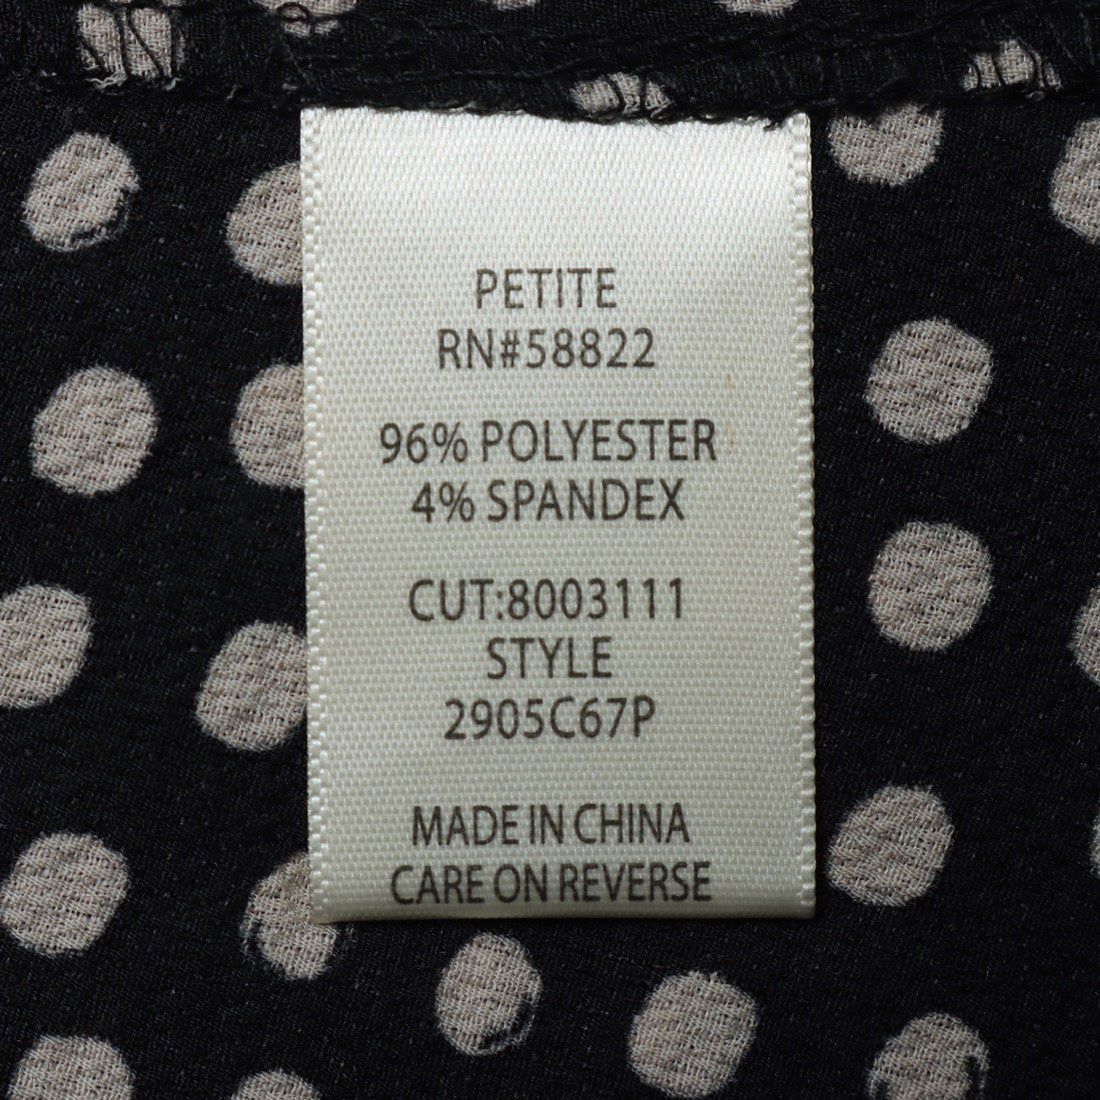 PETITE
RN#58822
96% POLYESTER
4% SPANDEX
CUT:8003111
STYLE
2905C67P
MADE IN CHINA
CARE ON REVERSE